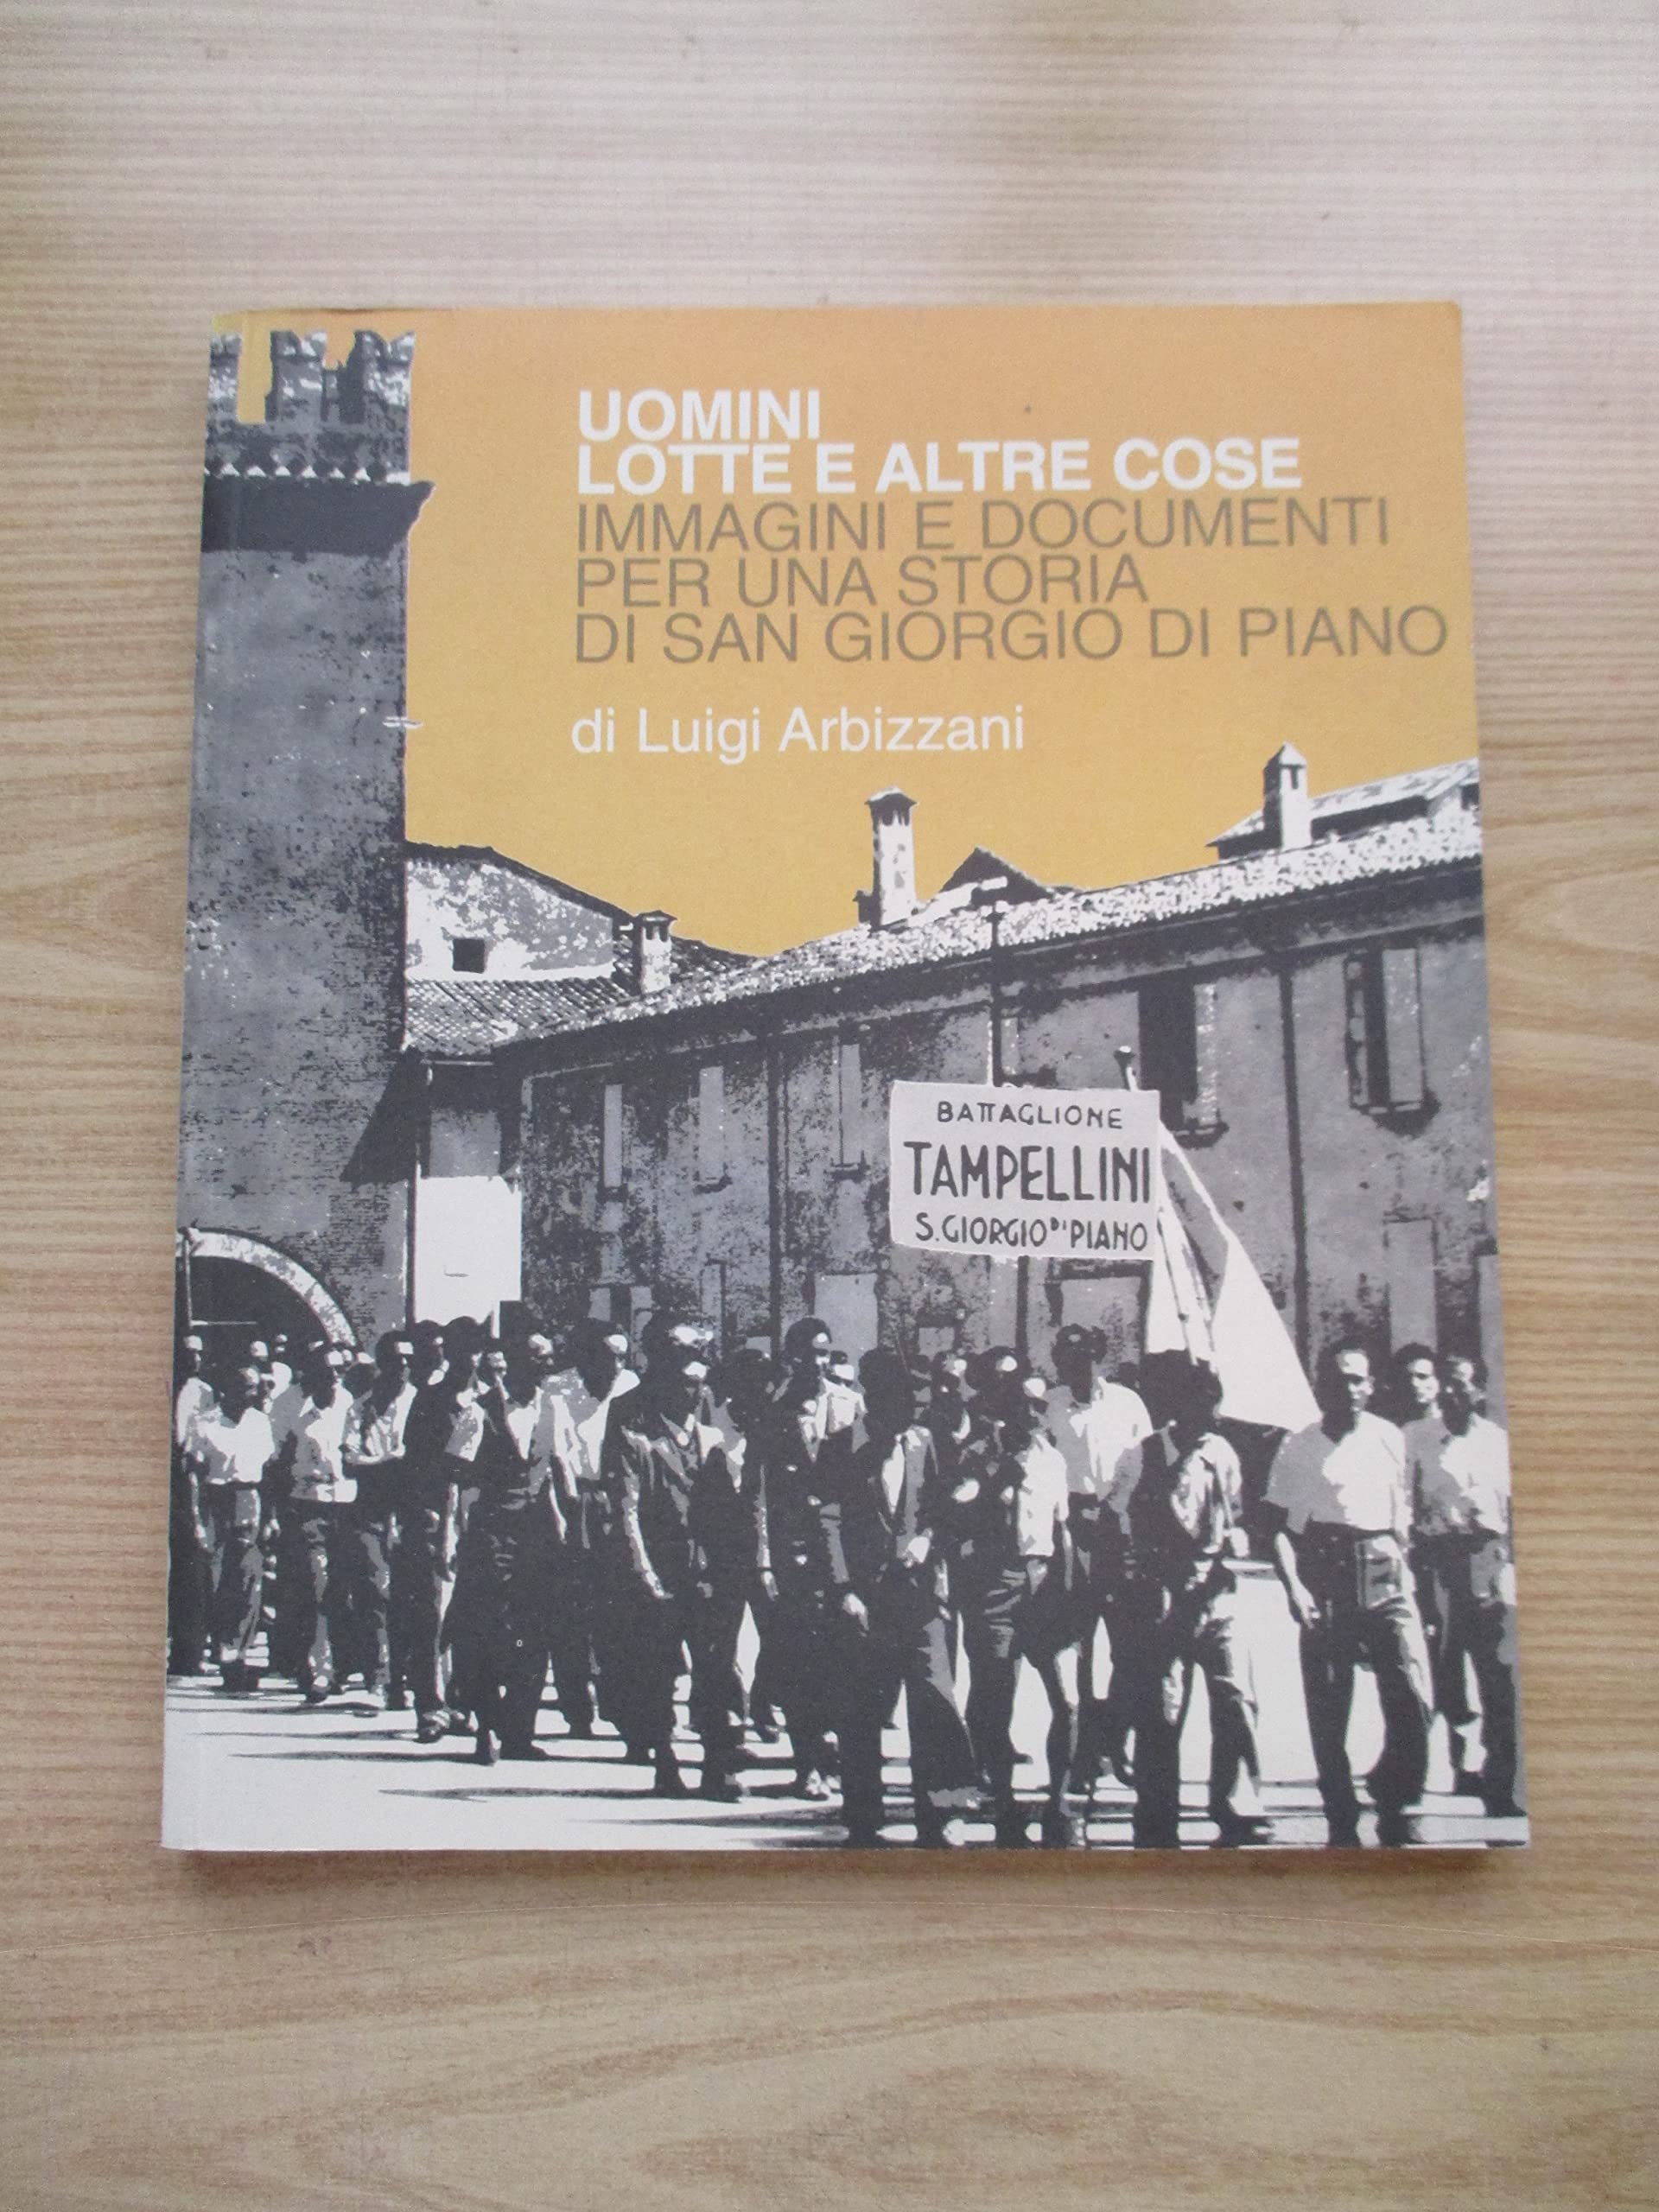 UOMINI
LOTTE E ALTRE COSE
IMMAGINI E DOCUMENTI
PER UNA STORIA
DI SAN GIORGIO DI PIANO
di Luigi Arbizzani
BATTAGLIONE
TAMPELLINI
S. GIORGIO DI PIANO